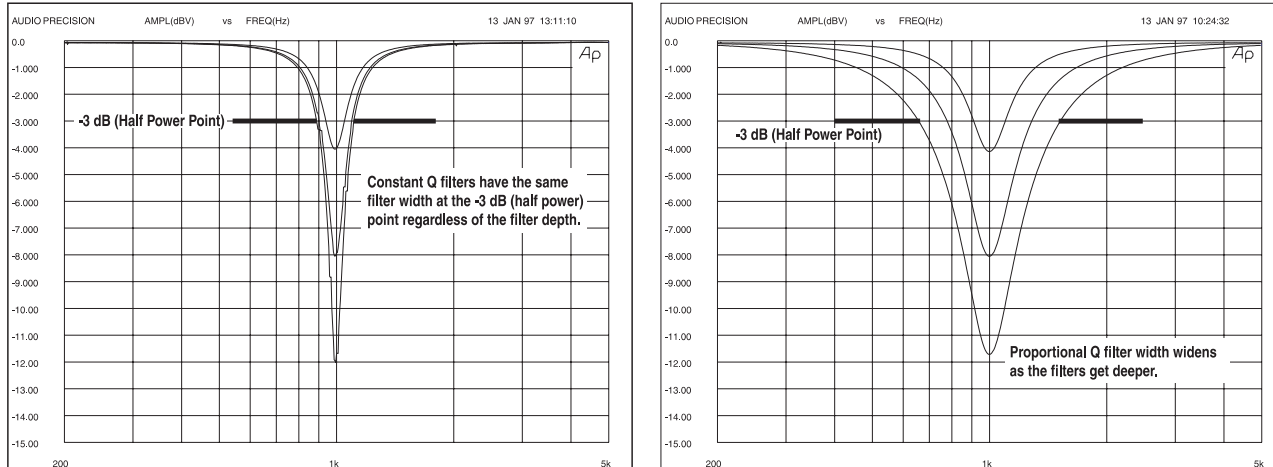 AUDIO PRECISION AMPL(dBV) vs FREQ(Hz) 13 JAN 97 13:11:10
0.0
Ap
-1.000
-2.000
-3.000
-3 dB (Half Power Point)
-4.000
-5.000
Constant Q filters have the same
filter width at the -3 dB (half power)
point regardless of the filter depth.
-6.000
-7.000
-8.000
-9.000
-10.00
-11.00
-12.00
-13.00
-14.00
-15.00
200 1k 5k
AUDIO PRECISION AMPL(dBV) vs FREQ(Hz) 13 JAN 97 10:24:32
0.0
Ap
-1.000
-2.000
-3.000
-3 dB (Half Power Point)
-4.000
-5.000
-6.000
-7.000
-8.000
-9.000
-10.00
-11.00
-12.00
Proportional Q filter width widens
as the filters get deeper.
-13.00
-14.00
-15.00
200 1k 5k